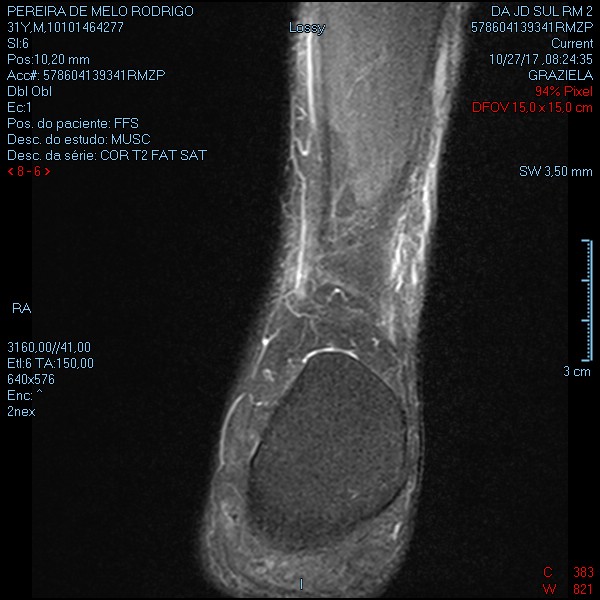 PEREIRA DE MELO RODRIGO
31Y,M,10101464277
Sl:6
Pos:10,20 mm
Acc#: 578604139341RMZP
Dbl Obl
Ec:1
Pos. do paciente: FFS
Desc. do estudo: MUSC
Desc. da série: COR T2 FAT SAT
< 8 - 6 >
Lossy
DA JD SUL RM 2
578604139341RMZP
Current
10/27/17 ,08:24:35
GRAZIELA
94% Pixel
DFOV 15,0 x 15,0 cm
SW 3,50 mm
RA
3160,00//41,00
Etl:6 TA:150,00
640x576
Enc: ^
2nex
3 cm
I
C 383
W 821